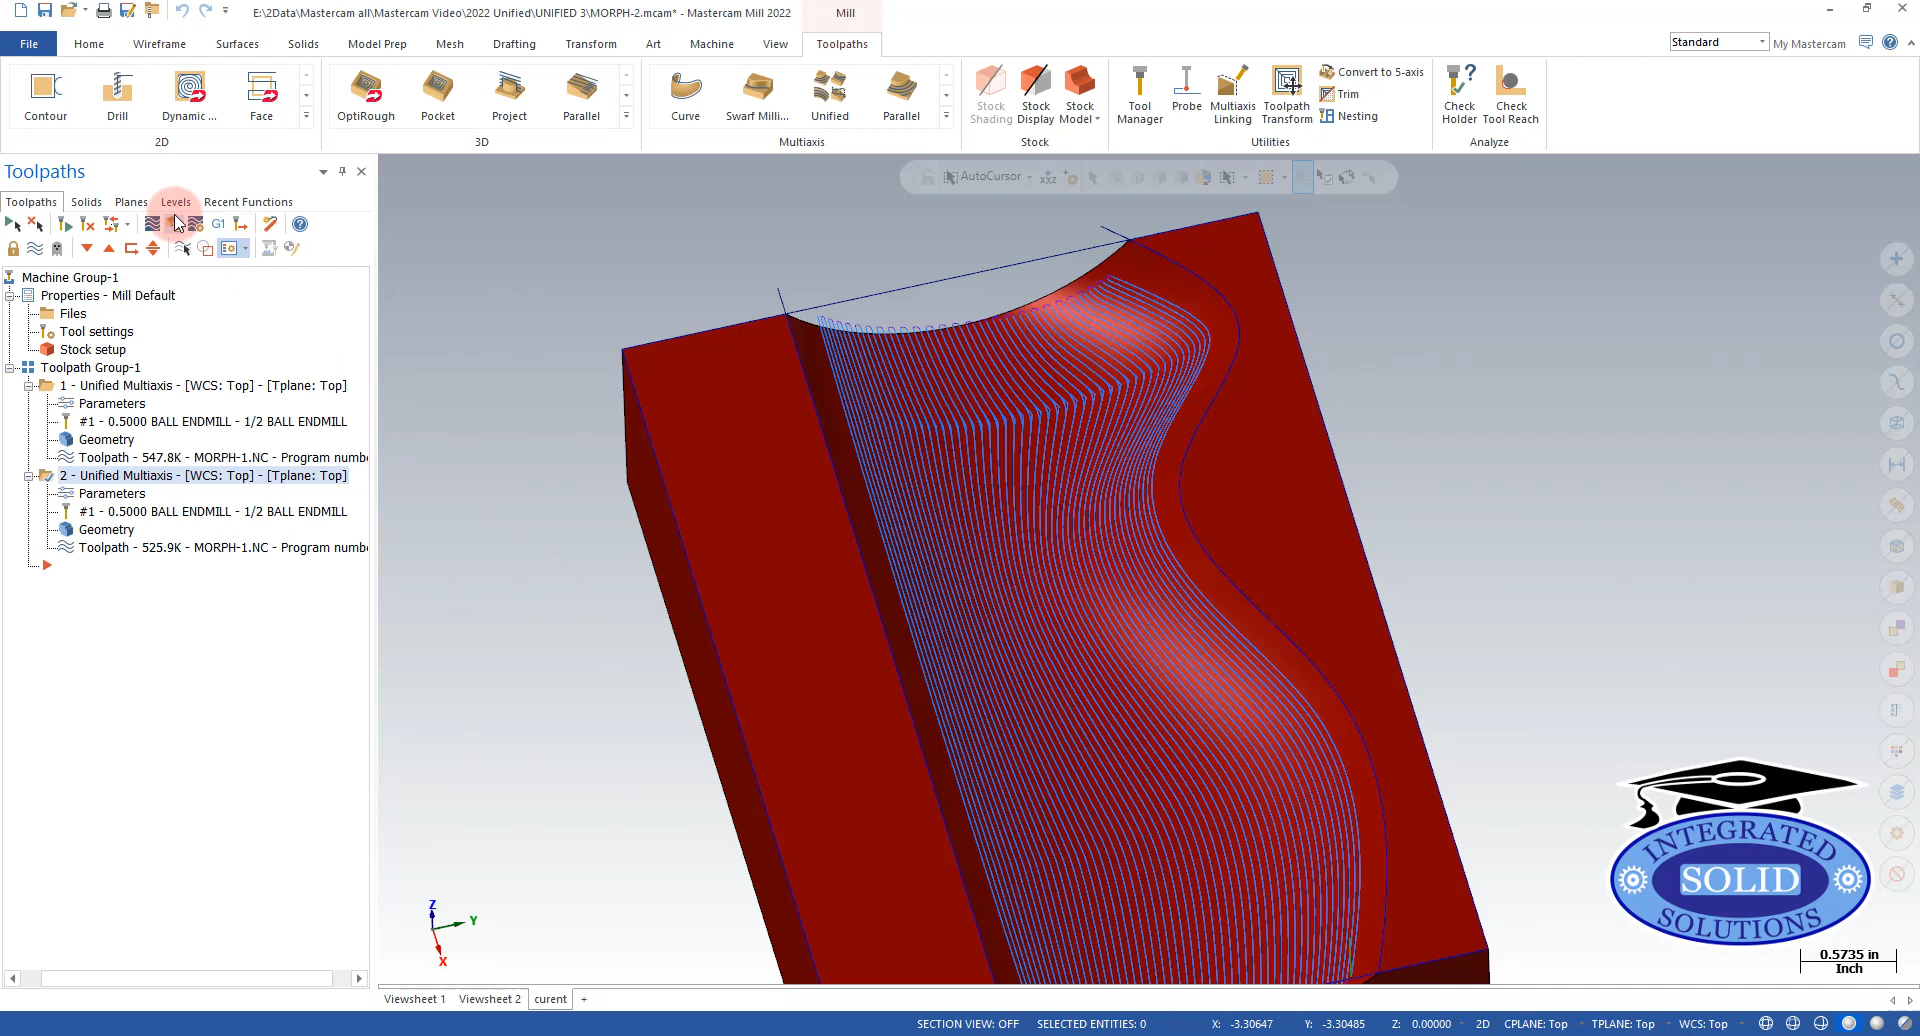 E:\2Data\Mastercam all\Mastercam Video\2022 Unified\UNIFIED 3\MORPH-2.mcam* - Mastercam Mill 2022
Mill
File
Home
Wireframe
Surfaces
Solids
Model Prep
Mesh
Drafting
Transform
Art
Machine
View
Toolpaths
Standard
My Mastercam
Contour
Drill
Dynamic ...
Face
2D
OptiRough
Pocket
Project
Parallel
3D
Curve
Swarf Milli...
Unified
Parallel
Multiaxis
Stock Shading
Stock Display
Stock Model
Stock
Tool Manager
Probe
Multiaxis Linking
Toolpath Transform
Convert to 5-axis
Trim
Nesting
Utilities
Check Holder
Check Tool Reach
Analyze
Toolpaths
Toolpaths
Solids
Planes
Levels
Recent Functions
G1
AutoCursor
Machine Group-1
Properties - Mill Default
Files
Tool settings
Stock setup
Toolpath Group-1
1 - Unified Multiaxis - [WCS: Top] - [Tplane: Top]
Parameters
#1 - 0.5000 BALL ENDMILL - 1/2 BALL ENDMILL
Geometry
Toolpath - 547.8K - MORPH-1.NC - Program numbe
2 - Unified Multiaxis - [WCS: Top] - [Tplane: Top]
Parameters
#1 - 0.5000 BALL ENDMILL - 1/2 BALL ENDMILL
Geometry
Toolpath - 525.9K - MORPH-1.NC - Program numbe
Z
Y
X
INTEGRATED
SOLID
SOLUTIONS
0.5735 in
Inch
Viewsheet 1
Viewsheet 2
curent
+
SECTION VIEW: OFF
SELECTED ENTITIES: 0
X: -3.30647
Y: -3.30485
Z: 0.00000
2D
CPLANE: Top
TPLANE: Top
WCS: Top